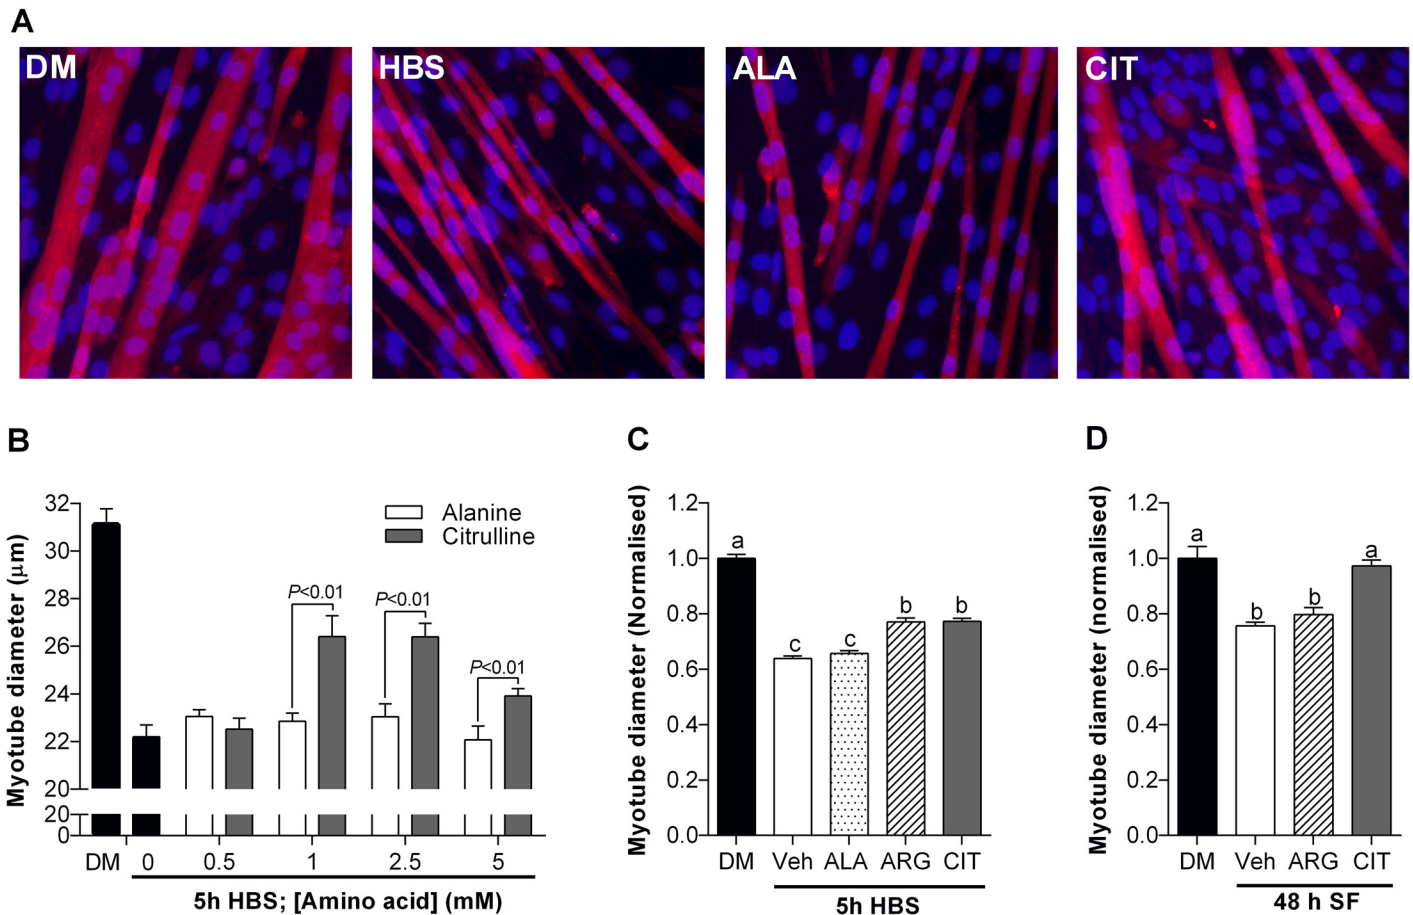 A
DM
HBS
ALA
CIT
B
Myotube diameter (μm)
32
30
28
26
24
22
20
20
0
Alanine
Citrulline
P<0.01
P<0.01
P<0.01
DM 0 0.5 1 2.5 5
5h HBS; [Amino acid] (mM)
C
Myotube diameter (Normalised)
1.2
1.0
0.8
0.6
0.4
0.2
0.0
a
c
c
b
b
DM Veh ALA ARG CIT
5h HBS
D
Myotube diameter (normalised)
1.2
1.0
0.8
0.6
0.4
0.2
0.0
a
b
b
a
DM Veh ARG CIT
48 h SF